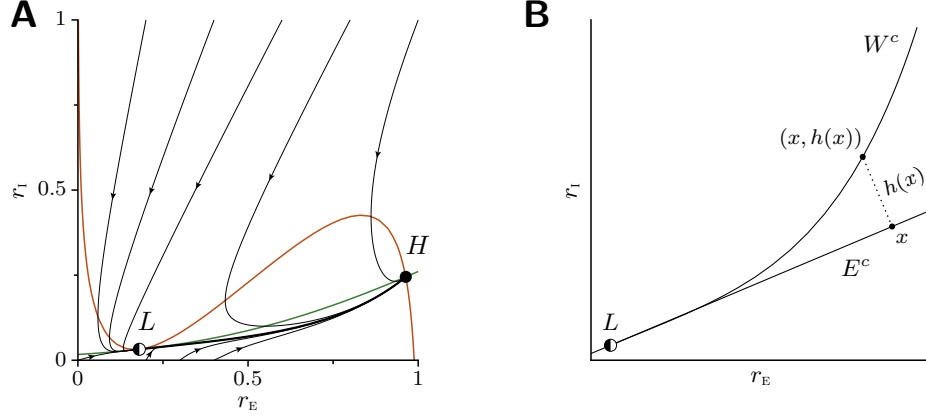 A
1
0.5
0
r_I
0
0.5
1
r_E
L
H
B
r_I
r_E
W^c
(x, h(x))
h(x)
x
E^c
L